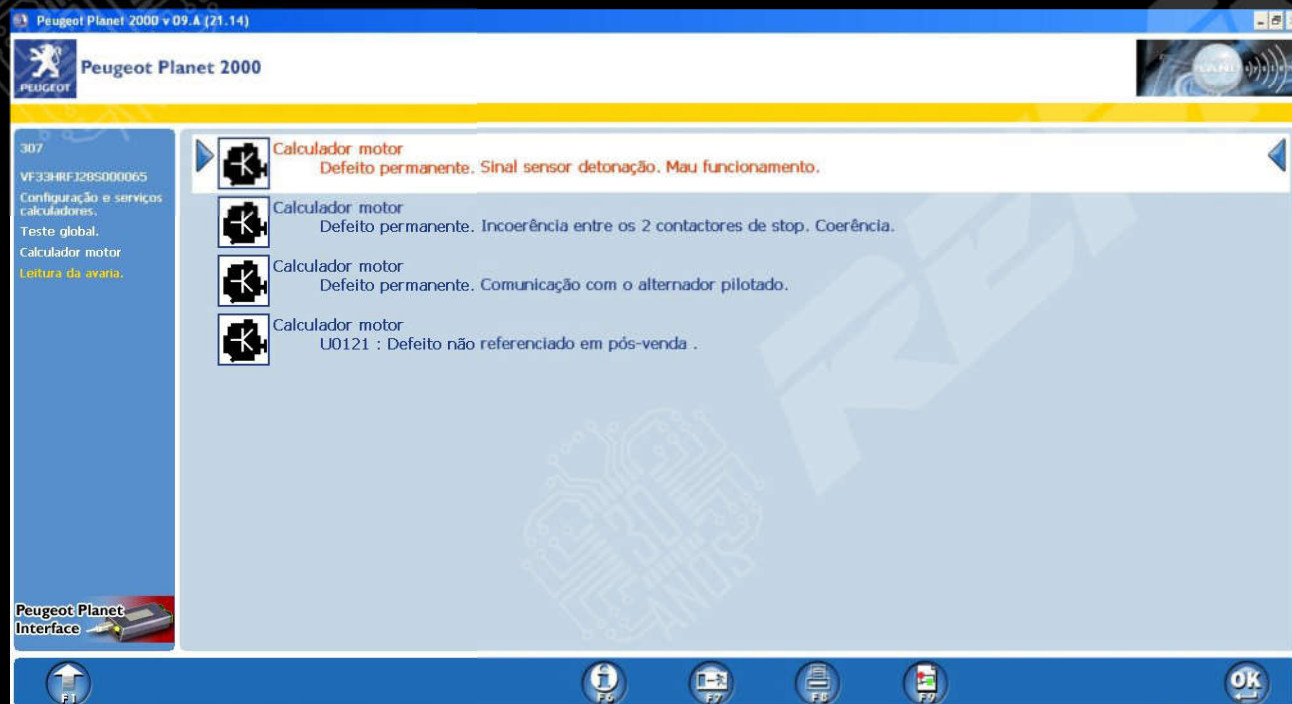 Peugeot Planet 2000 v 09.A (21.14)
PEUGEOT
Peugeot Planet 2000
307
VF33HRFJ28S000065
Configuração e serviços
calculadores.
Teste global.
Calculador motor
Leitura da avaria.
Calculador motor
Defeito permanente. Sinal sensor detonação. Mau funcionamento.
Calculador motor
Defeito permanente. Incoerência entre os 2 contactores de stop. Coerência.
Calculador motor
Defeito permanente. Comunicação com o alternador pilotado.
Calculador motor
U0121 : Defeito não referenciado em pós-venda .
30
ANOS
Peugeot Planet
Interface
F1
F6
F7
F8
F9
OK